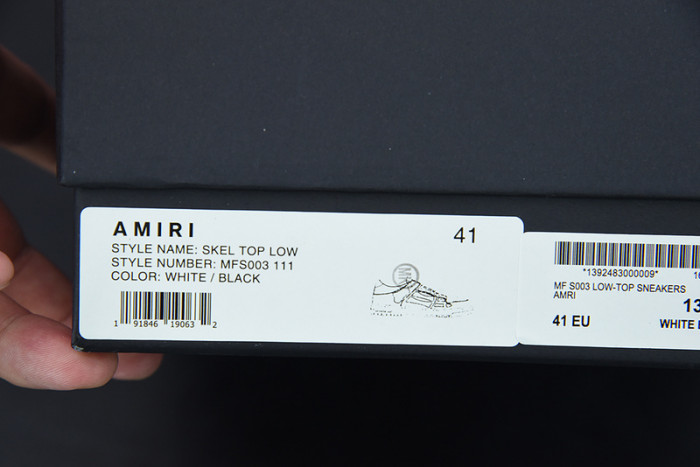 AMIRI
41
STYLE NAME: SKEL TOP LOW
STYLE NUMBER: MFS003 111
COLOR: WHITE / BLACK
1 91846 19063 2
*1392483000009*
MF S003 LOW-TOP SNEAKERS
AMRI
13
41 EU
WHITE